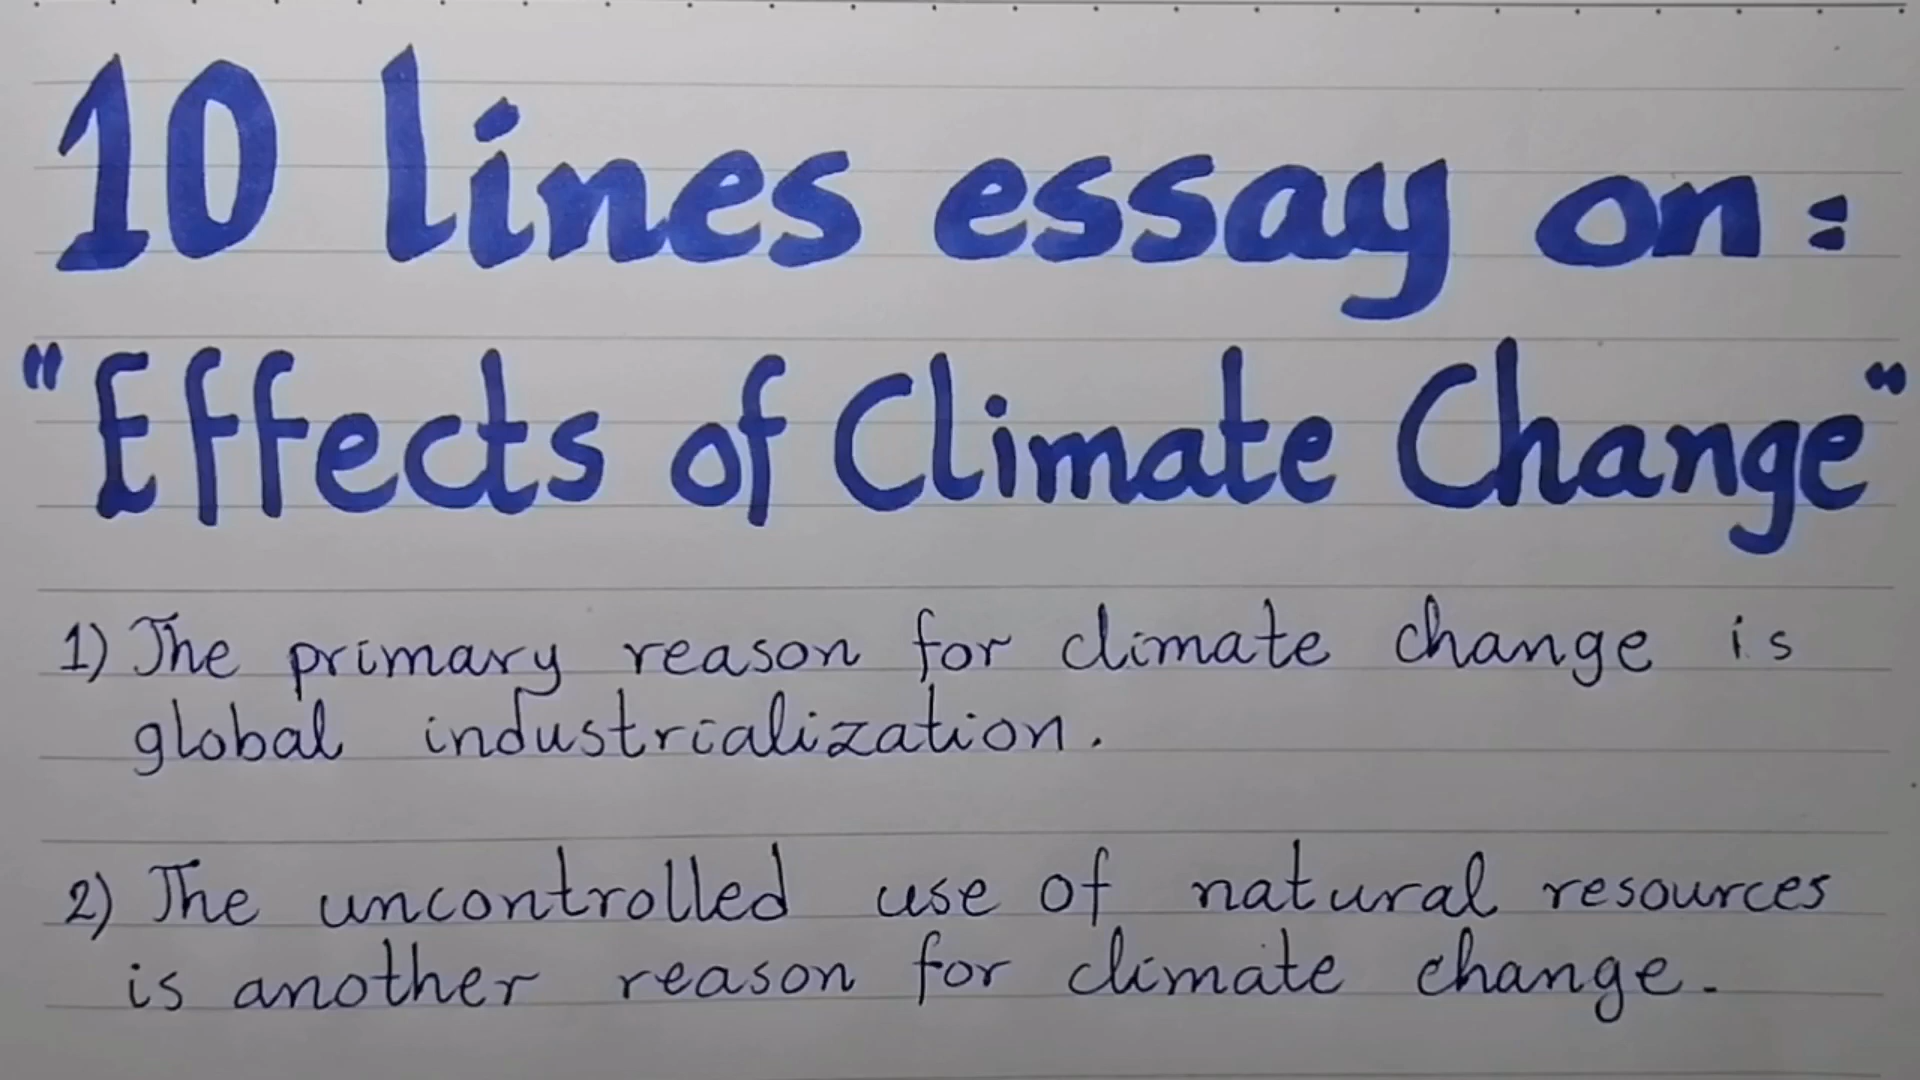 10 lines essay on:
"Effects of Climate Change"
1) The primary reason for climate change is
global industrialization.
2) The uncontrolled use of natural resources
is another reason for climate change.